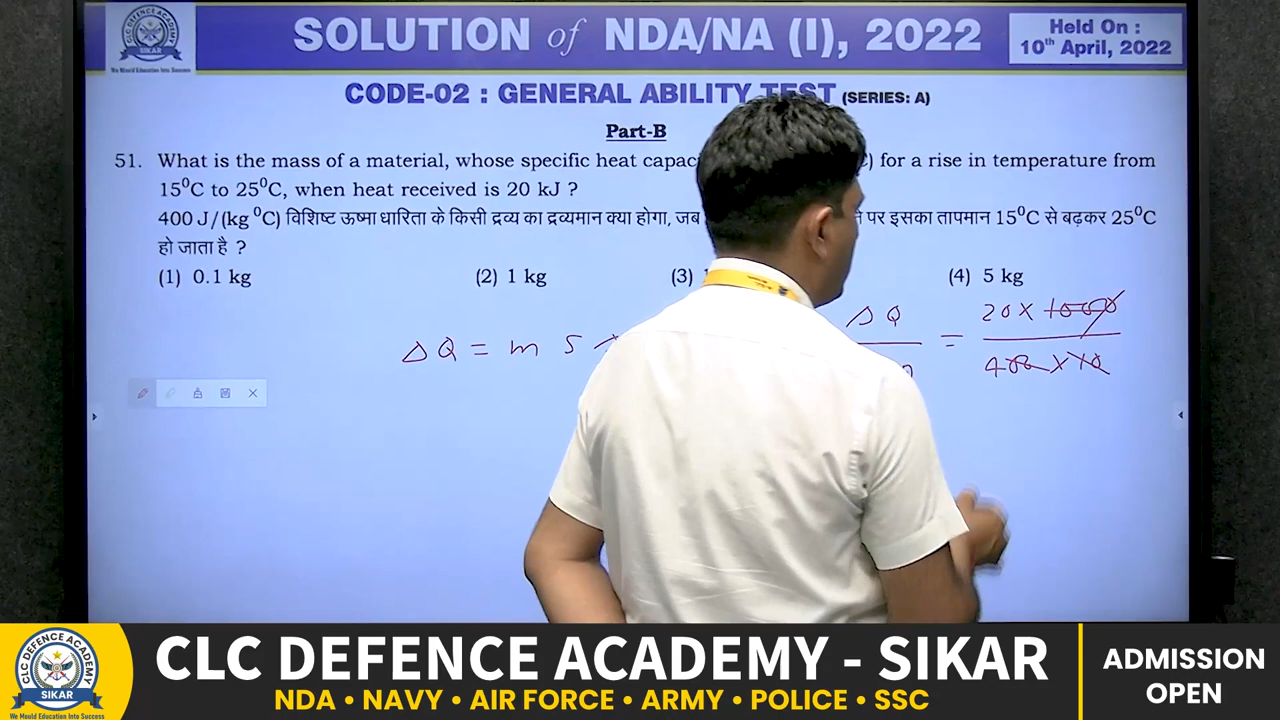 CLC DEFENCE ACADEMY
SIKAR
We Mould Education Into Success
SOLUTION of NDA/NA (I), 2022
Held On :
10th April, 2022
CODE-02 : GENERAL ABILITY TEST (SERIES: A)
Part-B
51. What is the mass of a material, whose specific heat ) for a rise in temperature from
15⁰C to 25⁰C, when heat received is 20 kJ ?
400 J/(kg ⁰C) विशिष्ट ऊष्मा धारिता के किसी द्रव्य का द्रव्यमान क्या होगा, जब पर इसका तापमान 15⁰C से बढ़कर 25⁰C
हो जाता है ?
(1) 0.1 kg (2) 1 kg (3) (4) 5 kg
ΔQ = m s
ΔQ = 20 x 1000
400 x 10
CLC DEFENCE ACADEMY
SIKAR
We Mould Education Into Success
CLC DEFENCE ACADEMY - SIKAR
NDA • NAVY • AIR FORCE • ARMY • POLICE • SSC
ADMISSION
OPEN